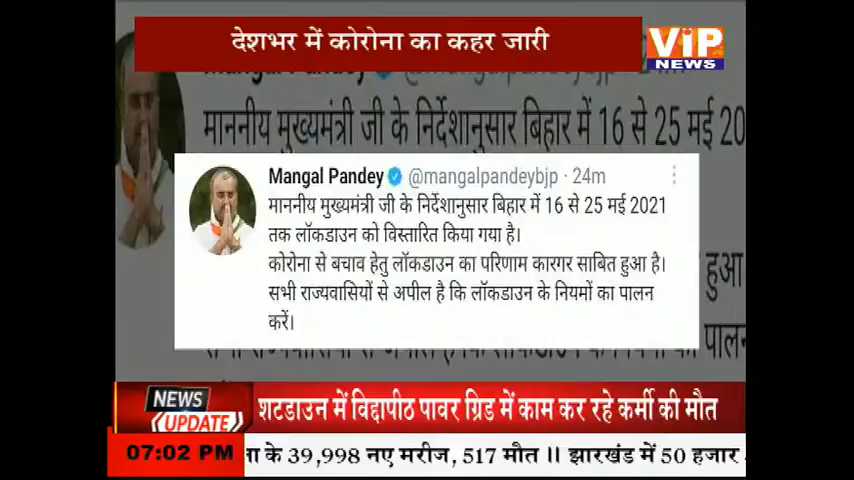 देशभर में कोरोना का कहर जारी
ViP
NEWS
माननीय मुख्यमंत्री जी के निर्देशानुसार बिहार में 16 से 25 मई 20
Mangal Pandey @mangalpandeybjp · 24m
माननीय मुख्यमंत्री जी के निर्देशानुसार बिहार में 16 से 25 मई 2021
तक लॉकडाउन को विस्तारित किया गया है।
कोरोना से बचाव हेतु लॉकडाउन का परिणाम कारगर साबित हुआ है।
सभी राज्यवासियों से अपील है कि लॉकडाउन के नियमों का पालन
करें।
हुआ
पालन
NEWS
UPDATE
शटडाउन में विद्यापीठ पावर ग्रिड में काम कर रहे कर्मी की मौत
07:02 PM
ना के 39,998 नए मरीज, 517 मौत || झारखंड में 50 हजार